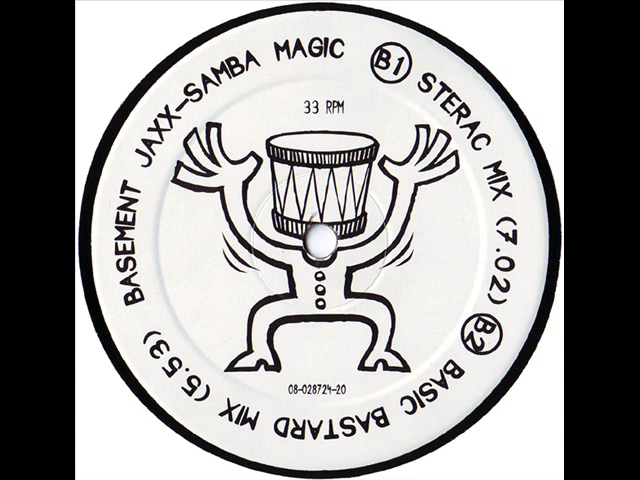 BASEMENT JAXX-SAMBA MAGIC B1 STERAC MIX (7.02) B2 BASIC BASTARD MIX (5.53)
33 RPM
08-028724-20